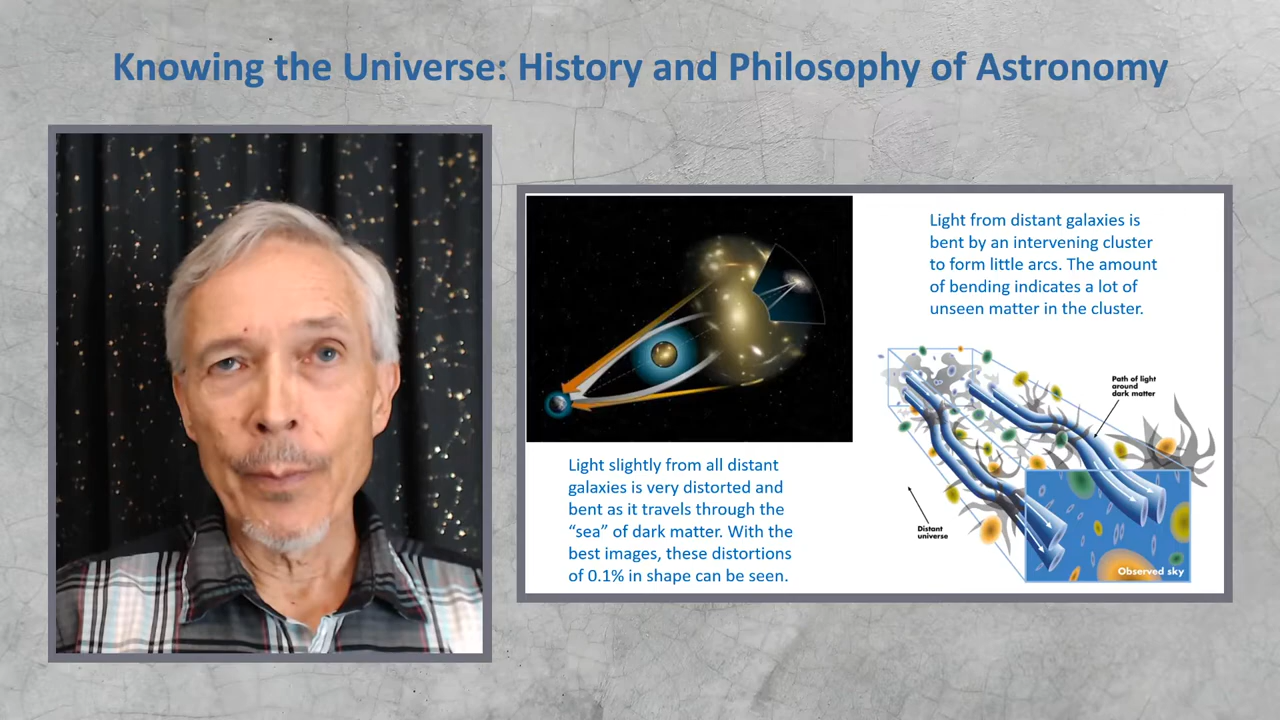 Knowing the Universe: History and Philosophy of Astronomy
Light from distant galaxies is
bent by an intervening cluster
to form little arcs. The amount
of bending indicates a lot of
unseen matter in the cluster.
Path of light
around
dark matter
Light slightly from all distant
galaxies is very distorted and
bent as it travels through the
“sea” of dark matter. With the
best images, these distortions
of 0.1% in shape can be seen.
Distant
universe
Observed sky